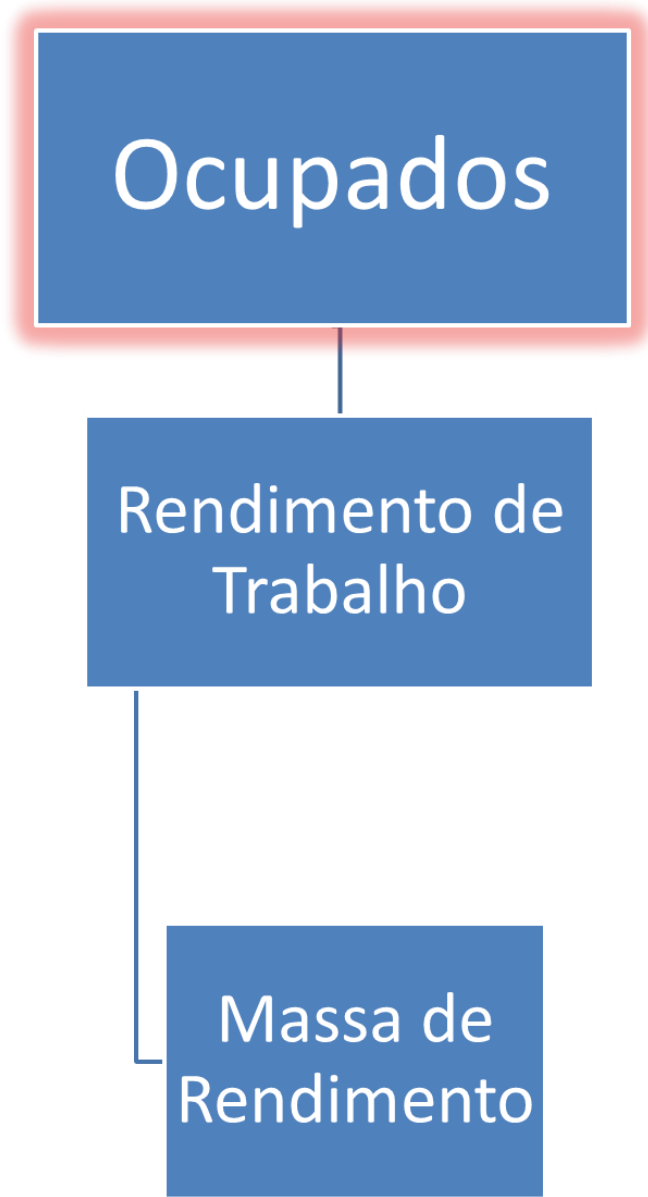 Ocupados
Rendimento de
Trabalho
Massa de
Rendimento